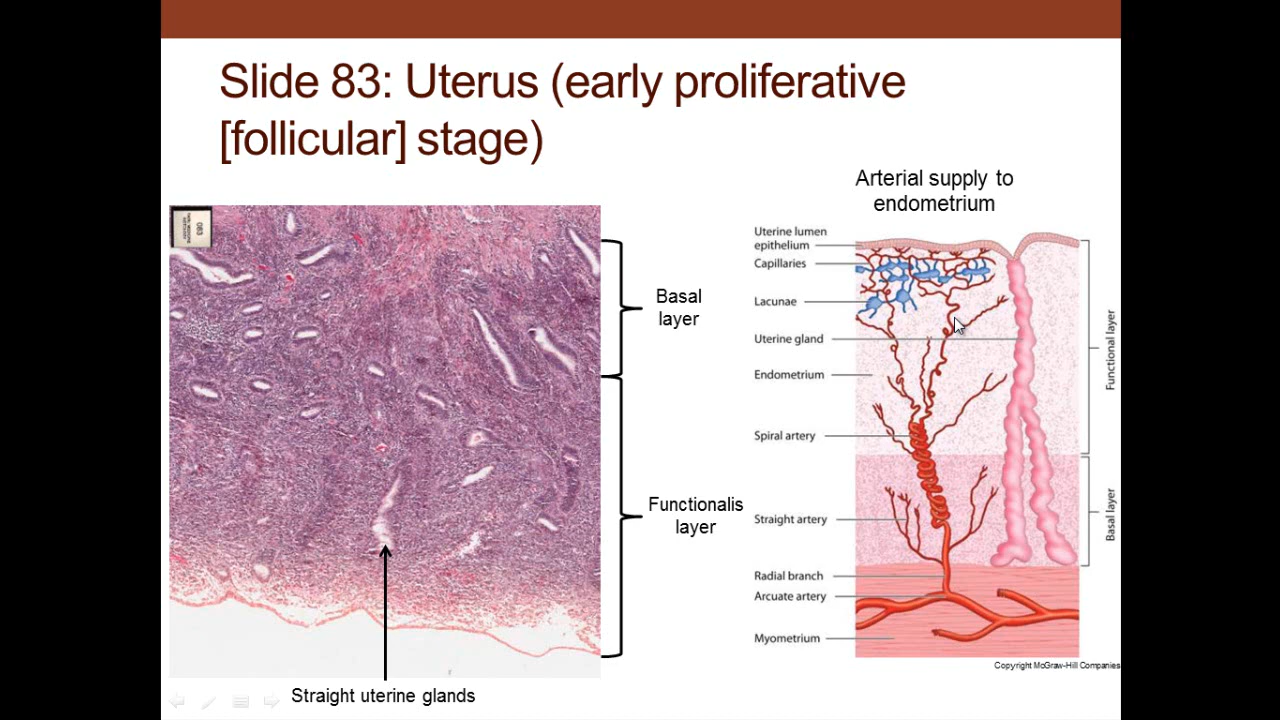 Slide 83: Uterus (early proliferative
[follicular] stage)
Arterial supply to
endometrium
083
Basal
layer
Functionalis
layer
Straight uterine glands
Uterine lumen
epithelium
Capillaries
Lacunae
Uterine gland
Endometrium
Spiral artery
Straight artery
Radial branch
Arcuate artery
Myometrium
Functional layer
Basal layer
Copyright McGraw-Hill Companies